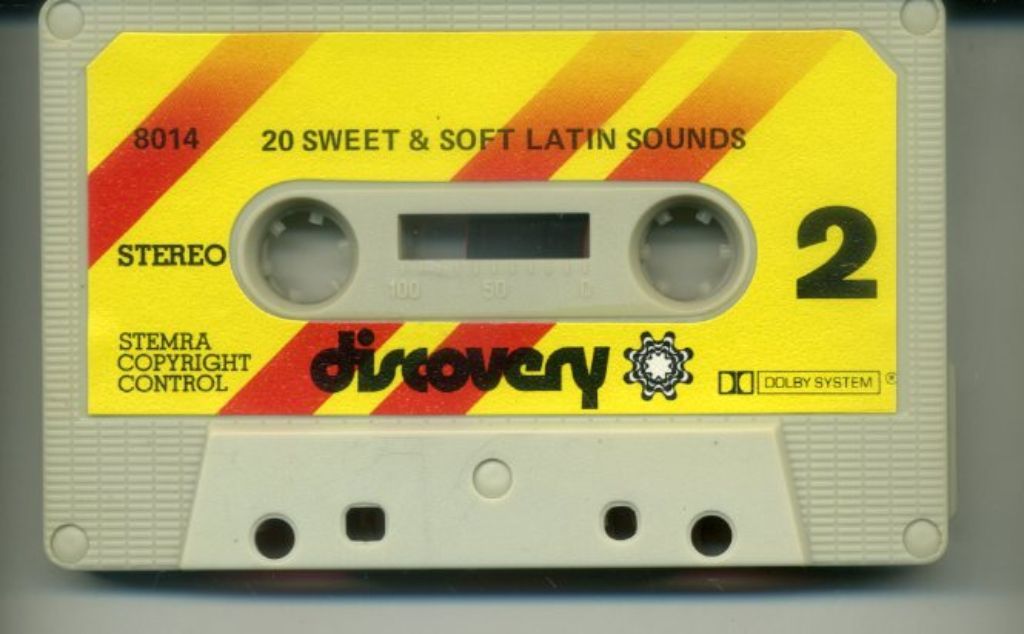 8014 20 SWEET & SOFT LATIN SOUNDS
STEREO
100 50 0
2
STEMRA
COPYRIGHT
CONTROL
discovery
DOLBY SYSTEM ®